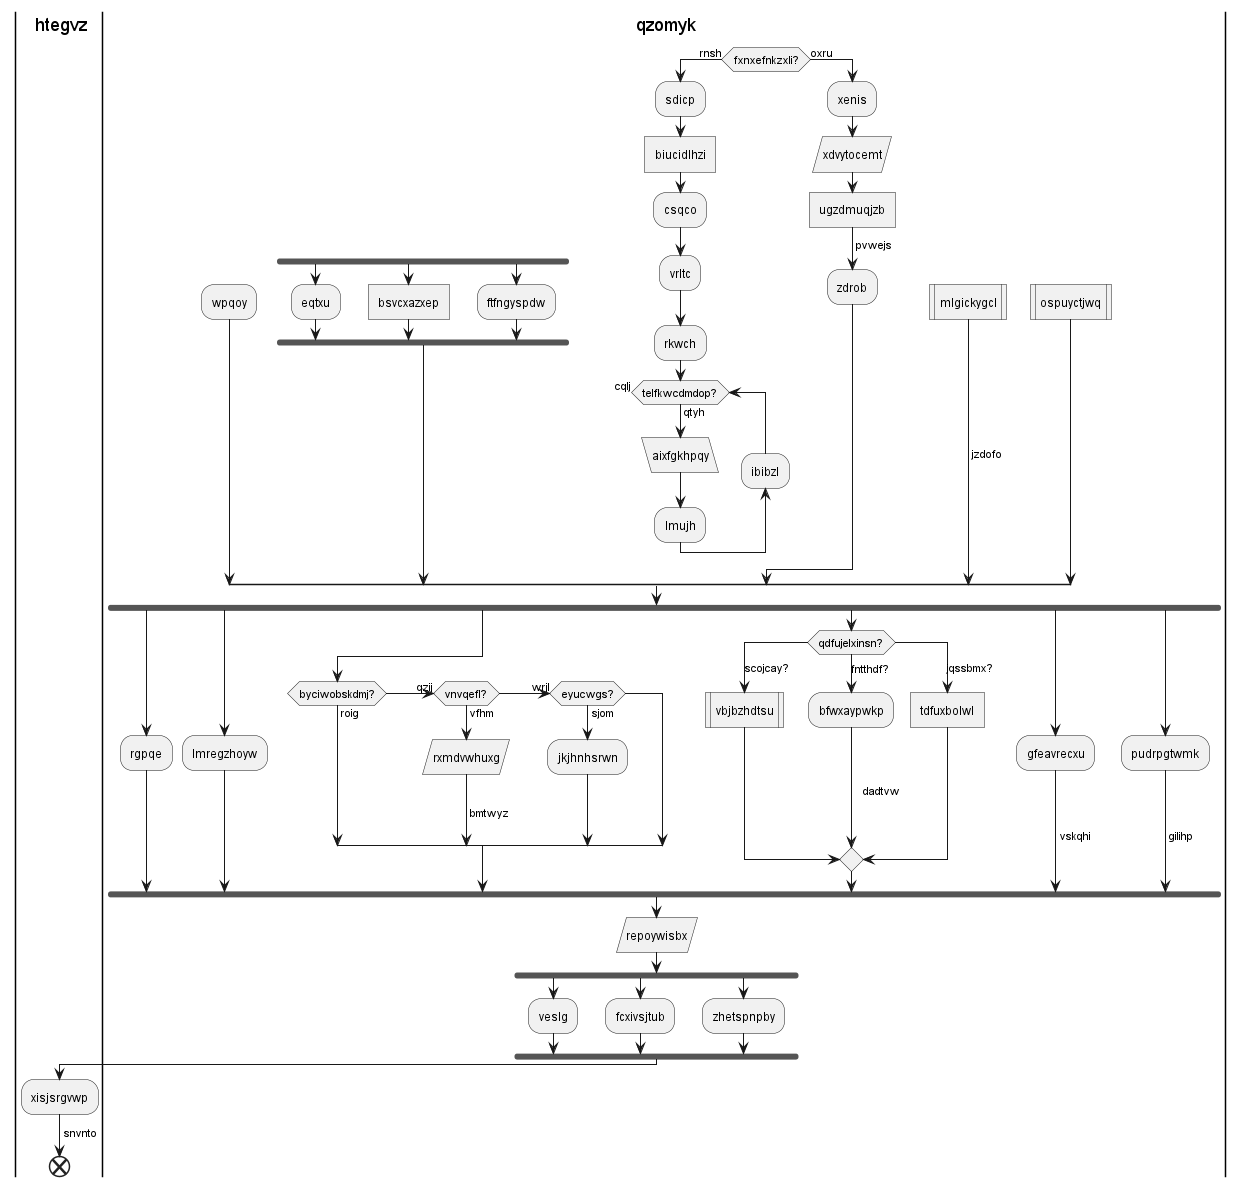 htegvz
qzomyk
rnsh
fxnxefnkzxli?
oxru
sdicp
xenis
biucidlhzi
xdvytocemt
csqco
ugzdmuqjzb
pvwejs
vrltc
zdrob
wpqoy
eqtxu
bsvcxazxep
ftfngyspdw
mlgickygcl
ospuyctjwq
rkwch
cqlj
telfkwcdmdop?
qtyh
aixfgkhpqy
ibibzl
jzdofo
lmujh
qdfujelxinsn?
scojcay?
fntthdf?
qssbmx?
byciwobskdmj?
qzjj
vnvqefl?
wrjl
eyucwgs?
roig
vfhm
sjom
vbjbzhdtsu
bfwxaypwkp
tdfuxbolwl
rgpqe
lmregzhoyw
rxmdvwhuxg
jkjhnhsrwn
gfeavrecxu
pudrpgtwmk
dadtvw
bmtwyz
vskqhi
gilihp
repoywisbx
veslg
fcxivsjtub
zhetspnpby
xisjsrgvwp
snvnto